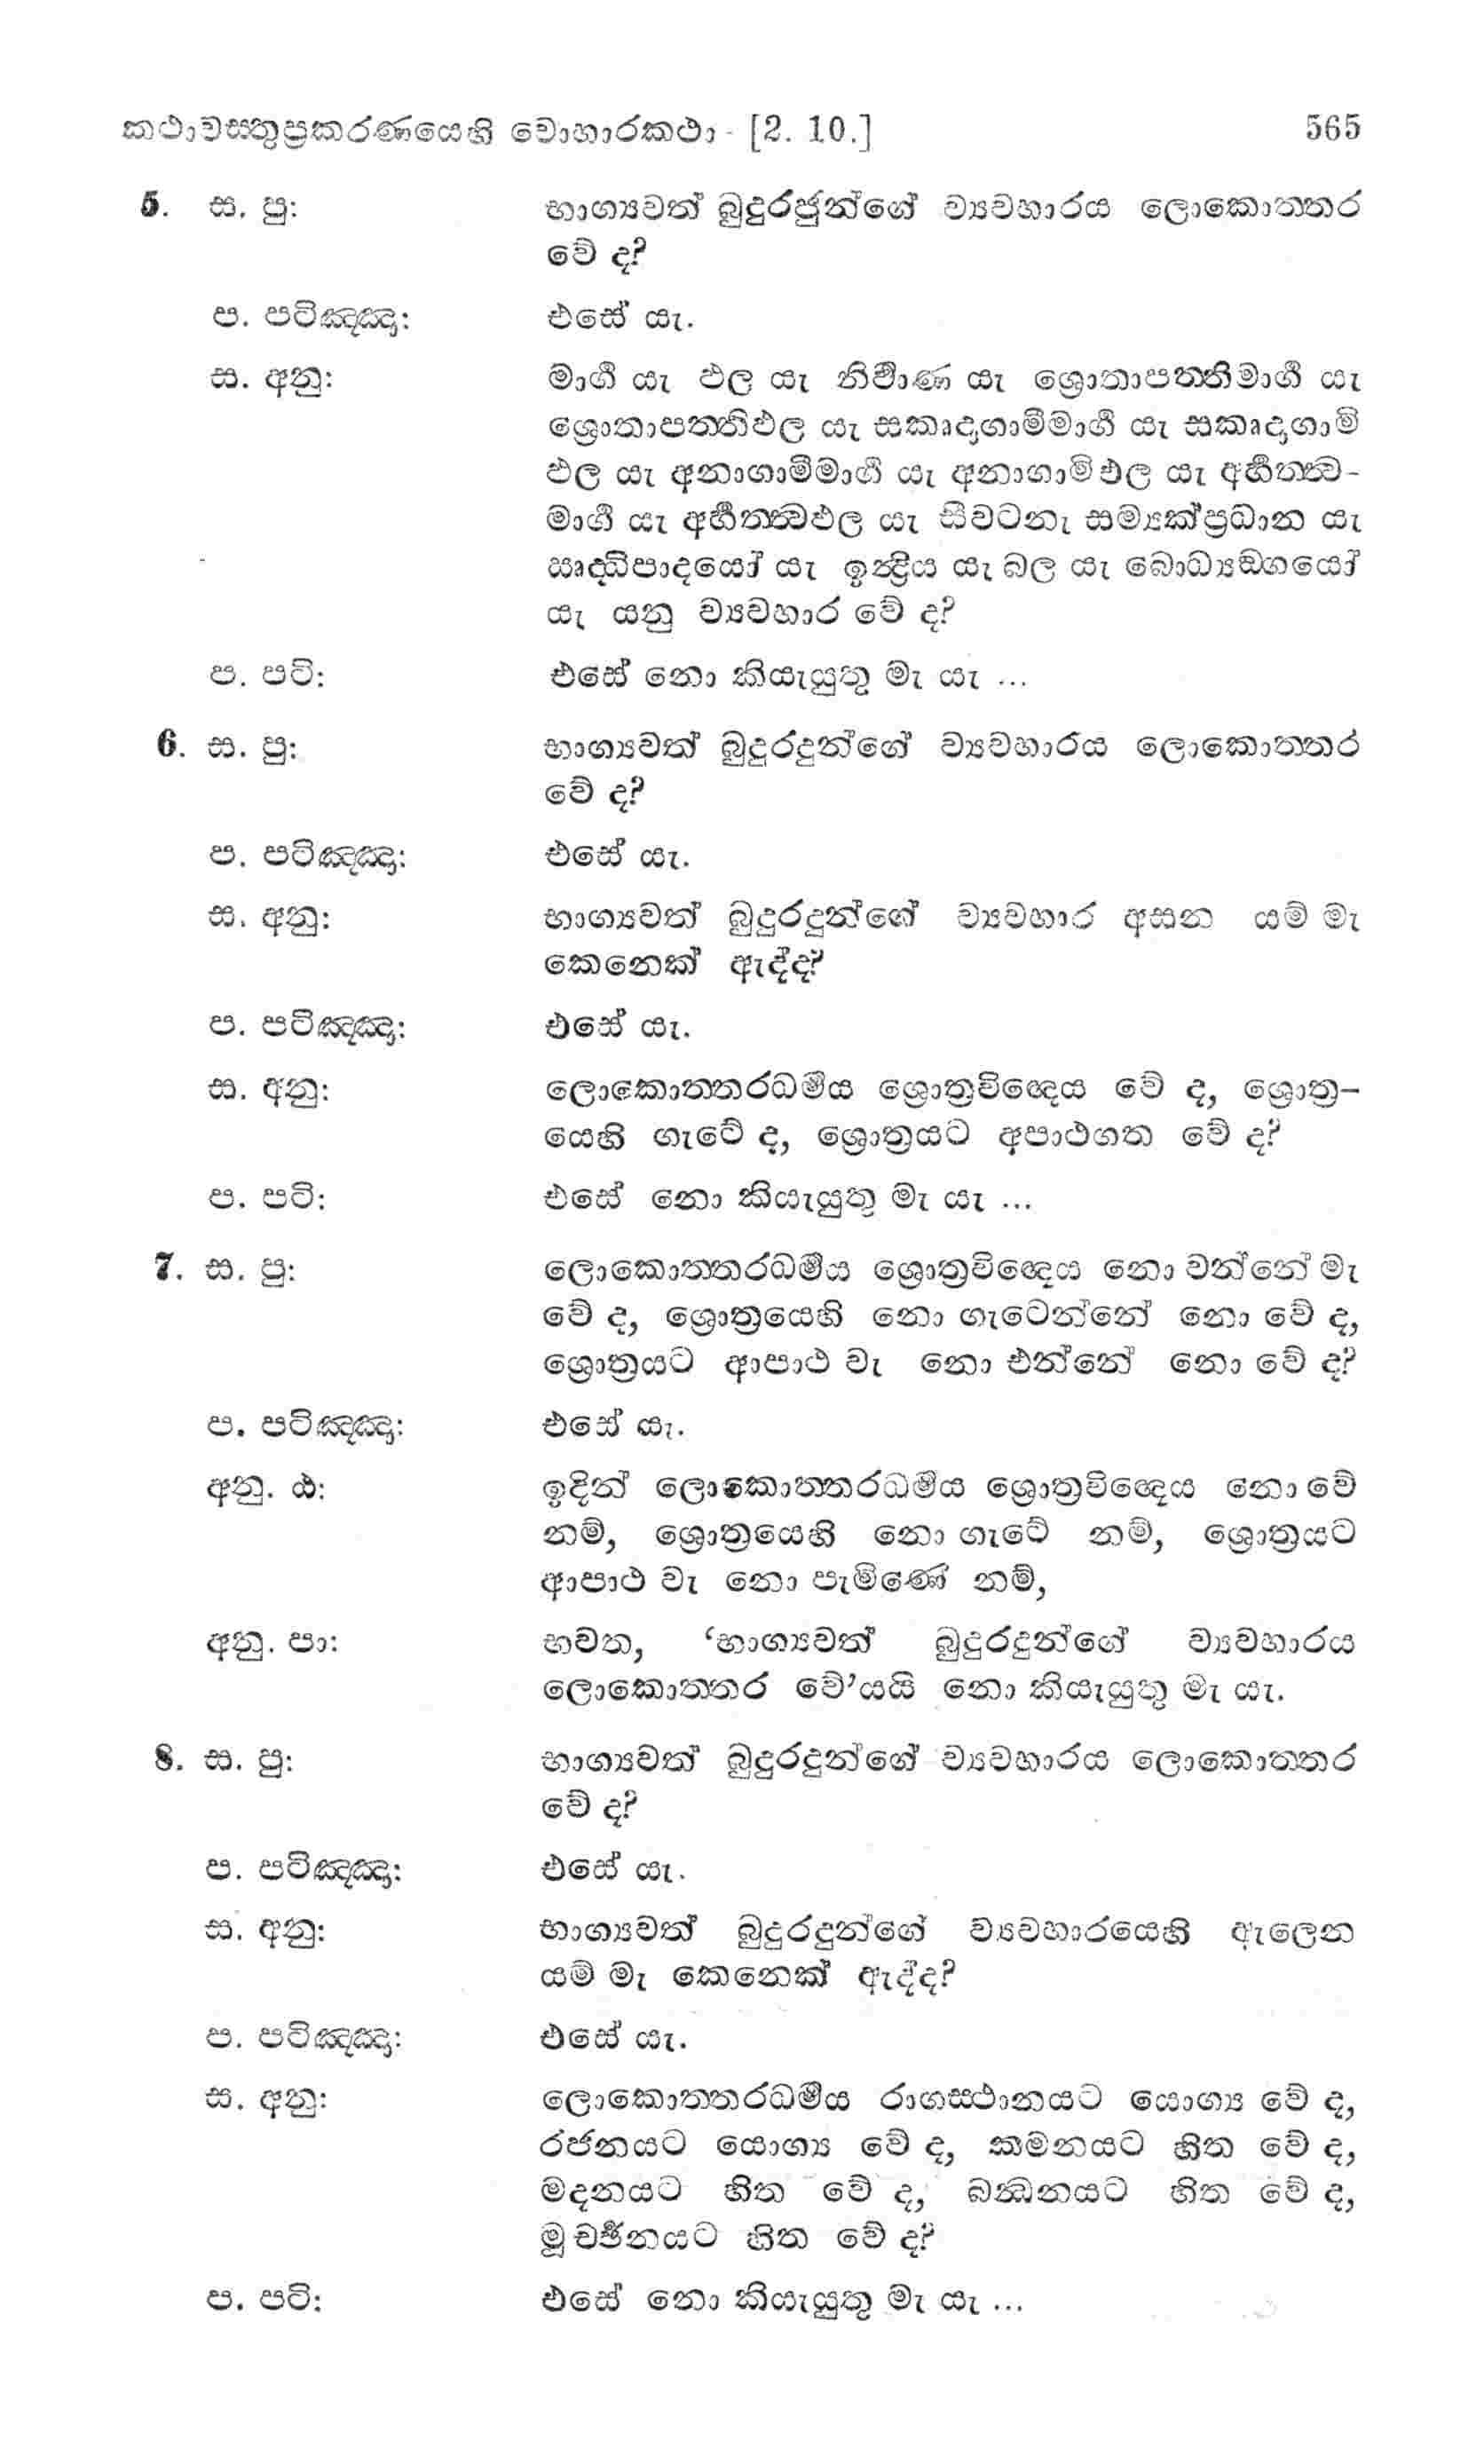 කථාවස්තුප්‍රකරණයෙහි වොහාරකථා - [2. 10.] 565
5. ස. පු: භාග්‍යවත් බුදුරජුන්ගේ ව්‍යවහාරය ලොකොත්තර
වේ ද?
ප. පටිඤ්ඤා: එසේ යැ.
ස. අනු: මාර්‍ග යැ ඵල යැ නිර්‍වාණ යැ ශ්‍රොතාපත්තිමාර්‍ග යැ
ශ්‍රොතාපත්තිඵල යැ සකෘදාගාමීමාර්‍ග යැ සකෘදාගාමි
ඵල යැ අනාගාමීමාර්‍ග යැ අනාගාමිඵල යැ අර්‍හත්ත්‍ව-
මාර්‍ග යැ අර්‍හත්ත්‍වඵල යැ සිවටනැ සම්‍යක්ප්‍රධාන යැ
ඍද්ධිපාදයෝ යැ ඉන්ද්‍රිය යැ බල යැ බොධ්‍යඞ්ගයෝ
යැ යනු ව්‍යවහාර වේ ද?
ප. පටි: එසේ නො කියැයුතු මැ යැ ...
6. ස. පු: භාග්‍යවත් බුදුරදුන්ගේ ව්‍යවහාරය ලොකොත්තර
වේ ද?
ප. පටිඤ්ඤා: එසේ යැ.
ස. අනු: භාග්‍යවත් බුදුරදුන්ගේ ව්‍යවහාර අසන යම් මැ
කෙනෙක් ඇද්ද?
ප. පටිඤ්ඤා: එසේ යැ.
ස. අනු: ලොකොත්තරධර්‍මය ශ්‍රොත්‍රවිඥෙය වේ ද, ශ්‍රොත්‍ර-
යෙහි ගැටේ ද, ශ්‍රොත්‍රයට අපාථගත වේ ද?
ප. පටි: එසේ නො කියැයුතු මැ යැ ...
7. ස. පු: ලොකොත්තරධර්‍මය ශ්‍රොත්‍රවිඥෙය නො වන්නේ මැ
වේ ද, ශ්‍රොත්‍රයෙහි නො ගැටෙන්නේ නො වේ ද,
ශ්‍රොත්‍රයට ආපාථ වැ නො එන්නේ නො වේ ද?
ප. පටිඤ්ඤා: එසේ යැ.
අනු. ඨ: ඉදින් ලොකොත්තරධර්‍මය ශ්‍රොත්‍රවිඥෙය නො වේ
නම්, ශ්‍රොත්‍රයෙහි නො ගැටේ නම්, ශ්‍රොත්‍රයට
ආපාථ වැ නො පැමිණේ නම්,
අනු. පා: භවත, ‘භාග්‍යවත් බුදුරදුන්ගේ ව්‍යවහාරය
ලොකොත්තර වේ’යයි නො කියැයුතු මැ යැ.
8. ස. පු: භාග්‍යවත් බුදුරදුන්ගේ ව්‍යවහාරය ලොකොත්තර
වේ ද?
ප. පටිඤ්ඤා: එසේ යැ.
ස. අනු: භාග්‍යවත් බුදුරදුන්ගේ ව්‍යවහාරයෙහි ඇලෙන
යම් මැ කෙනෙක් ඇද්ද?
ප. පටිඤ්ඤා: එසේ යැ.
ස. අනු: ලොකොත්තරධර්‍මය රාගස්ථානයට යොග්‍ය වේ ද,
රජනයට යොග්‍ය වේ ද, කමනයට හිත වේ ද,
මදනයට හිත වේ ද, බන්ධනයට හිත වේ ද,
මූර්‍ච්ඡනයට හිත වේ ද?
ප. පටි: එසේ නො කියැයුතු මැ යැ ...